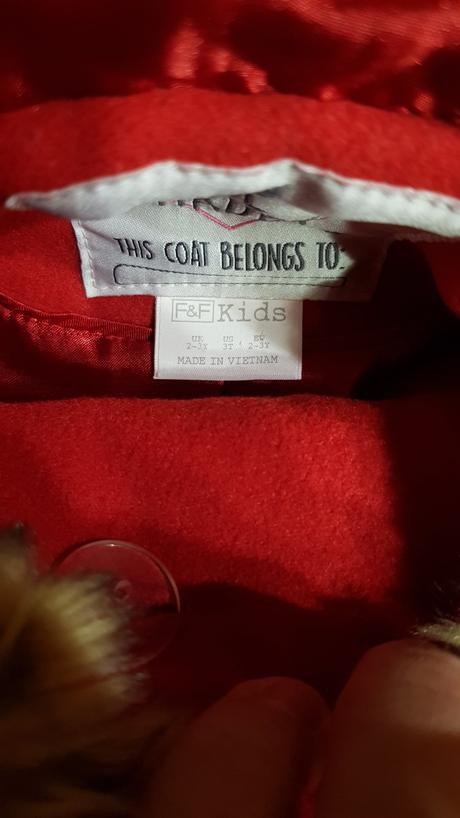 THIS COAT BELONGS TO:
F&F Kids
UK US EU
2-3Y 3T 2-3Y
MADE IN VIETNAM